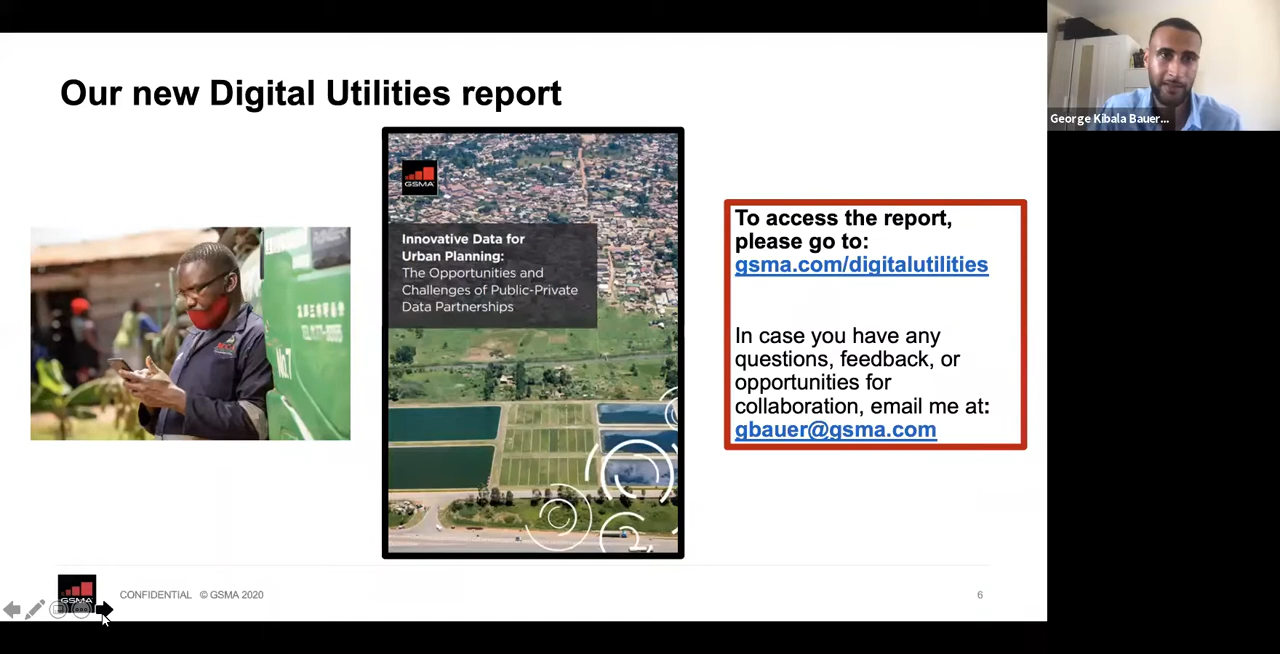 Our new Digital Utilities report
GSMA
Innovative Data for
Urban Planning:
The Opportunities and
Challenges of Public-Private
Data Partnerships
No7
To access the report,
please go to:
gsma.com/digitalutilities
In case you have any
questions, feedback, or
opportunities for
collaboration, email me at:
gbauer@gsma.com
GSMA
CONFIDENTIAL © GSMA 2020
6
George Kibala Bauer...